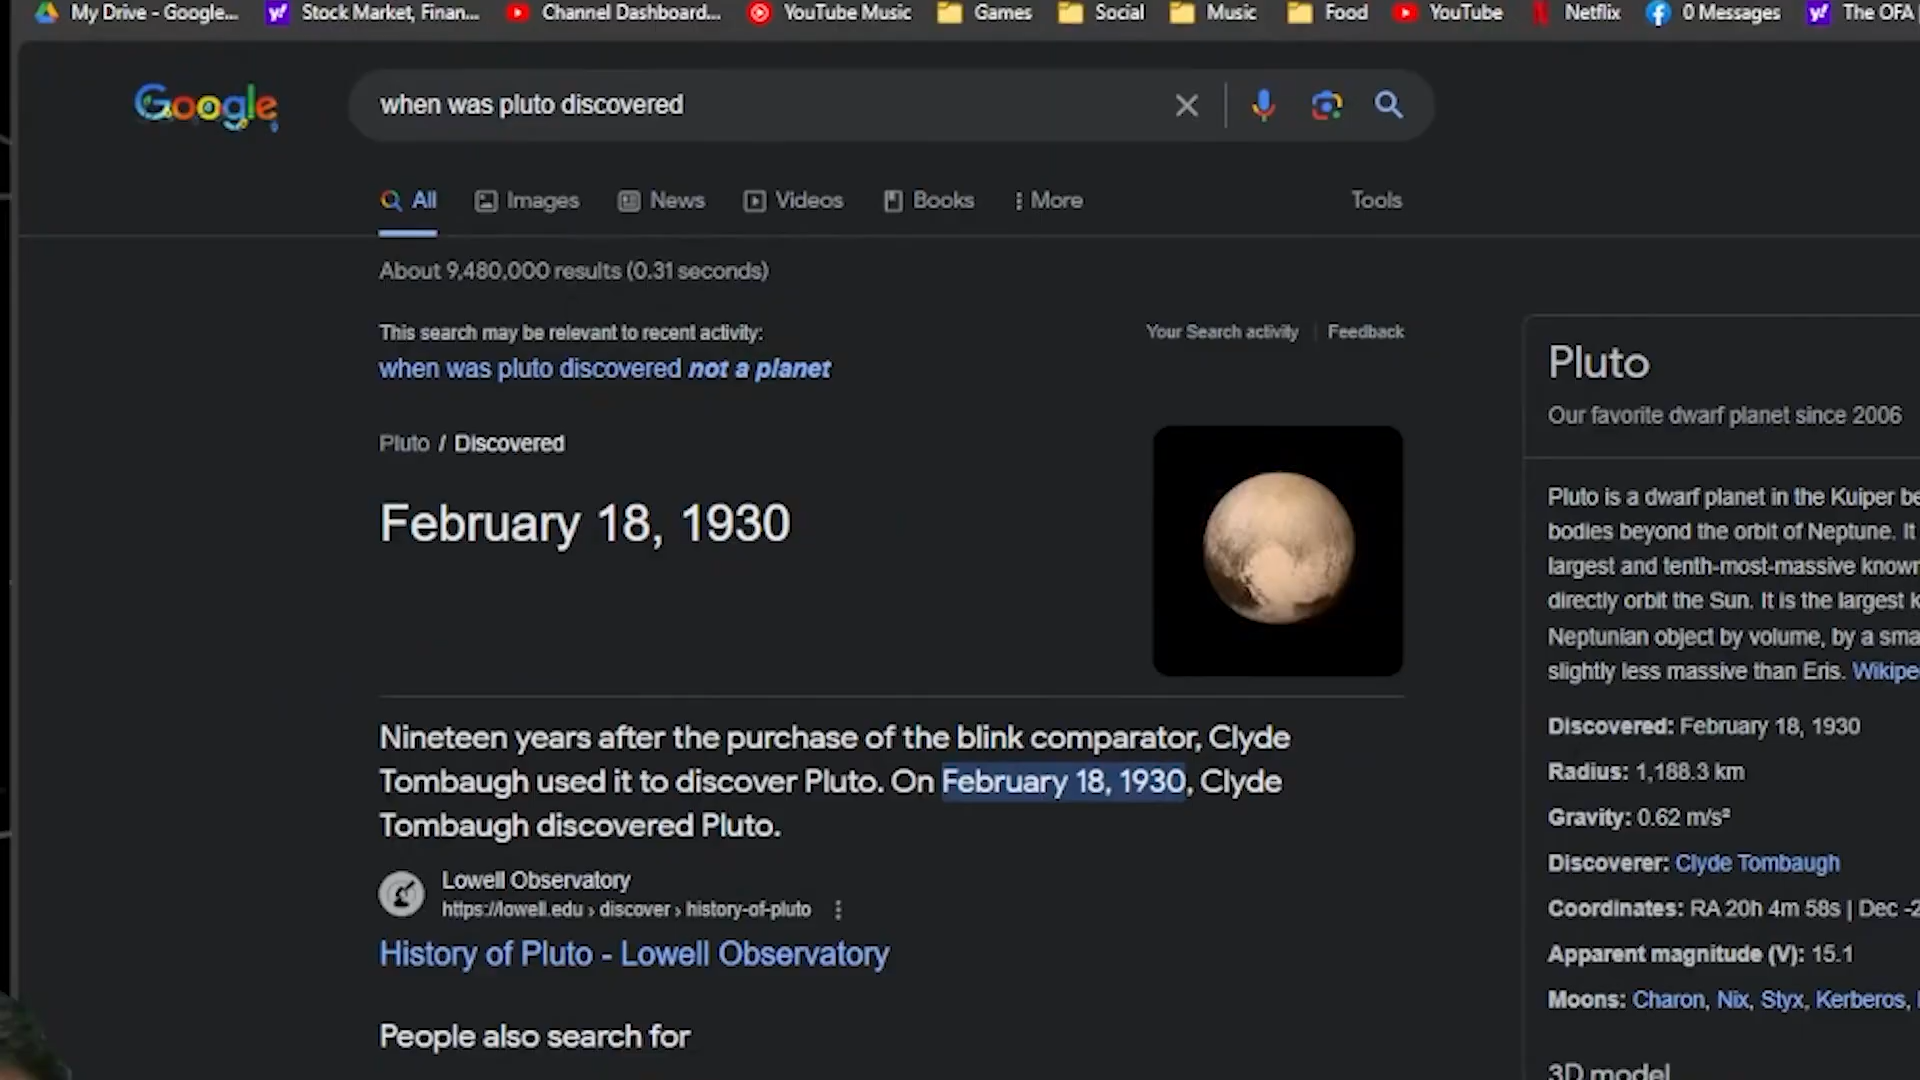 My Drive - Google...
Stock Market, Finan...
Channel Dashboard...
YouTube Music
Games
Social
Music
Food
YouTube
Netflix
0 Messages
The OFA
Google
when was pluto discovered
All
Images
News
Videos
Books
More
Tools
About 9,480,000 results (0.31 seconds)
This search may be relevant to recent activity:
when was pluto discovered not a planet
Your Search activity
Feedback
Pluto / Discovered
February 18, 1930
Nineteen years after the purchase of the blink comparator, Clyde
Tombaugh used it to discover Pluto. On February 18, 1930, Clyde
Tombaugh discovered Pluto.
Lowell Observatory
https://lowell.edu › discover › history-of-pluto
History of Pluto - Lowell Observatory
People also search for
Pluto
Our favorite dwarf planet since 2006
Pluto is a dwarf planet in the Kuiper be
bodies beyond the orbit of Neptune. It
largest and tenth-most-massive known
directly orbit the Sun. It is the largest k
Neptunian object by volume, by a sma
slightly less massive than Eris. Wikipe
Discovered: February 18, 1930
Radius: 1,188.3 km
Gravity: 0.62 m/s²
Discoverer: Clyde Tombaugh
Coordinates: RA 20h 4m 58s | Dec -2
Apparent magnitude (V): 15.1
Moons: Charon, Nix, Styx, Kerberos,
3D model